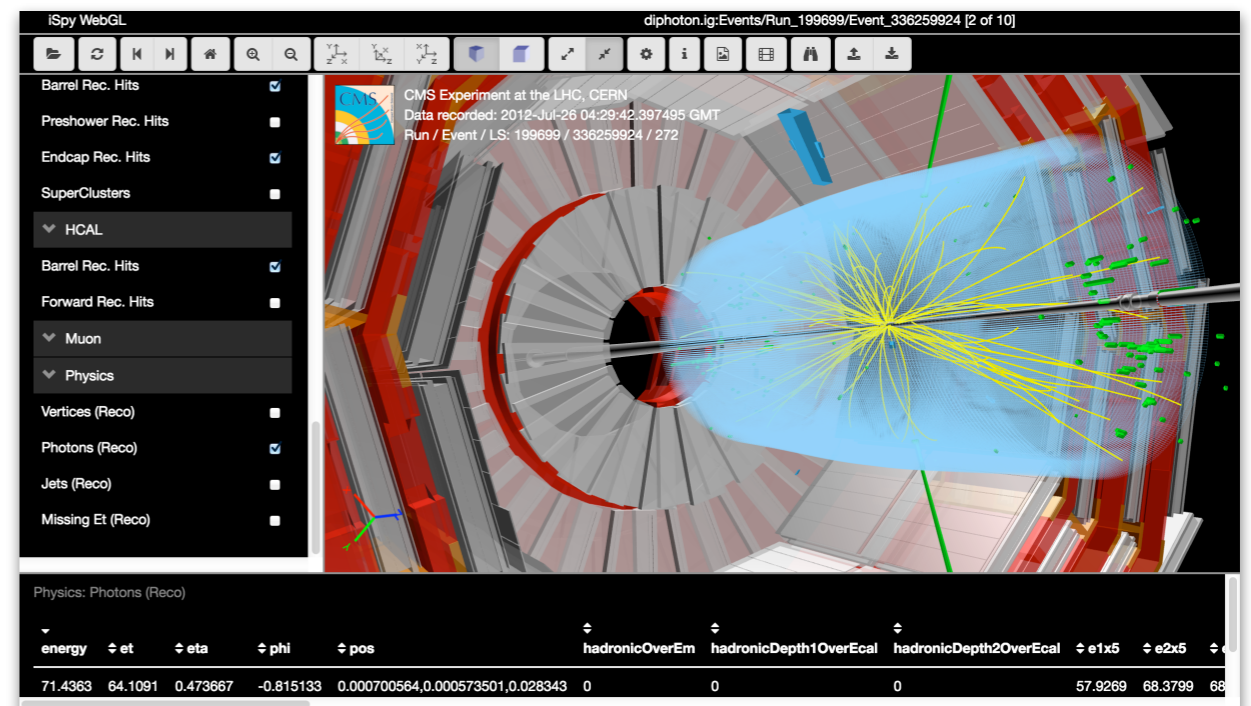 iSpy WebGL
diphoton.ig:Events/Run_199699/Event_336259924 [2 of 10]
Barrel Rec. Hits
Preshower Rec. Hits
Endcap Rec. Hits
SuperClusters
HCAL
Barrel Rec. Hits
Forward Rec. Hits
Muon
Physics
Vertices (Reco)
Photons (Reco)
Jets (Reco)
Missing Et (Reco)
CMS
CMS Experiment at the LHC, CERN
Data recorded: 2012-Jul-26 04:29:42.397495 GMT
Run / Event / LS: 199699 / 336259924 / 272
Physics: Photons (Reco)
energy et eta phi pos hadronicOverEm hadronicDepth1OverEcal hadronicDepth2OverEcal e1x5 e2x5
71.4363 64.1091 0.473667 -0.815133 0.000700564,0.000573501,0.028343 0 0 0 57.9269 68.3799 68